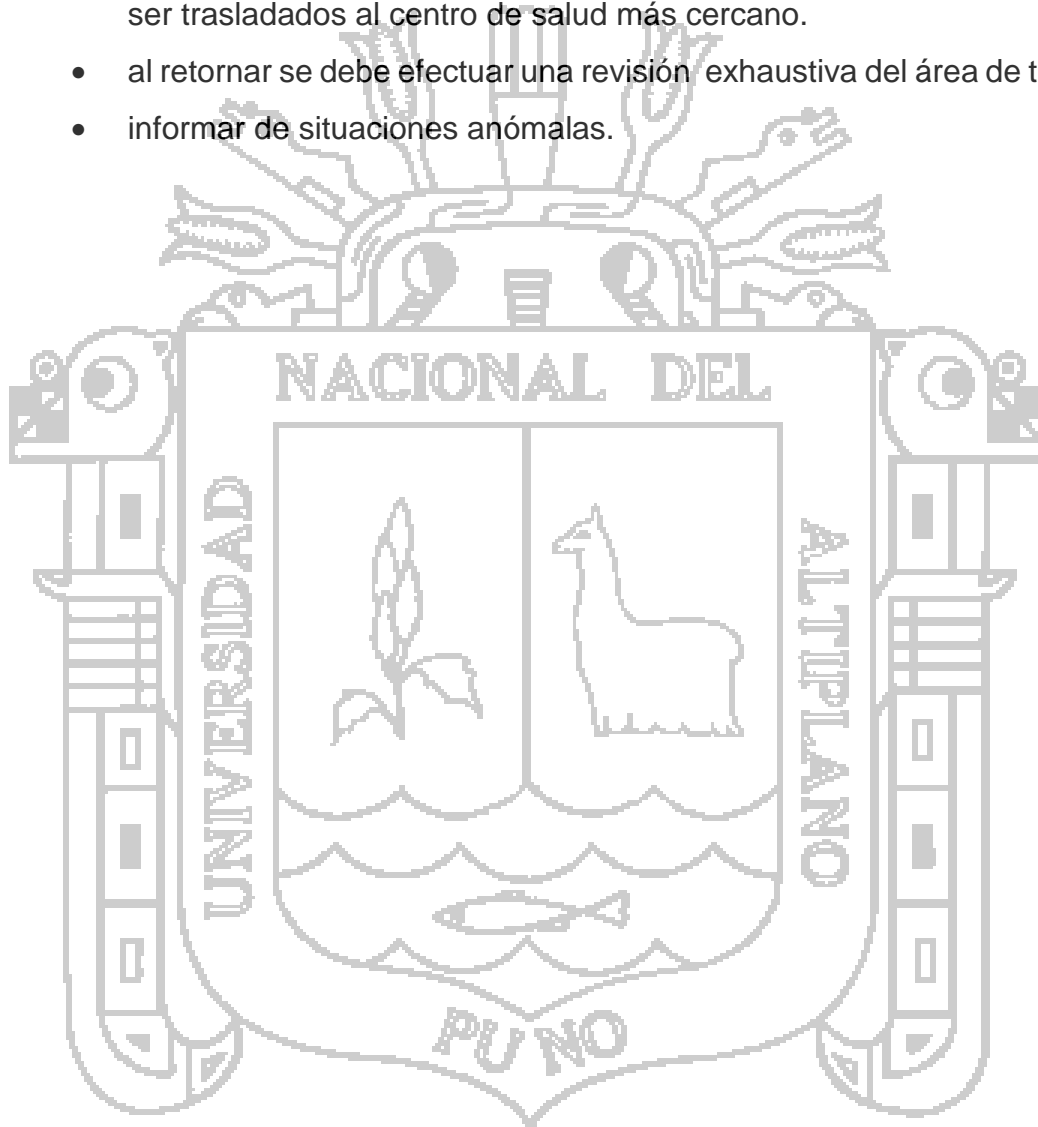 ser trasladados al centro de salud más cercano.
• al retornar se debe efectuar una revisión exhaustiva del área de t
• informar de situaciones anómalas.
NACIONAL DEL
UNIVERSIDAD
ALTIPLANO
PUNO